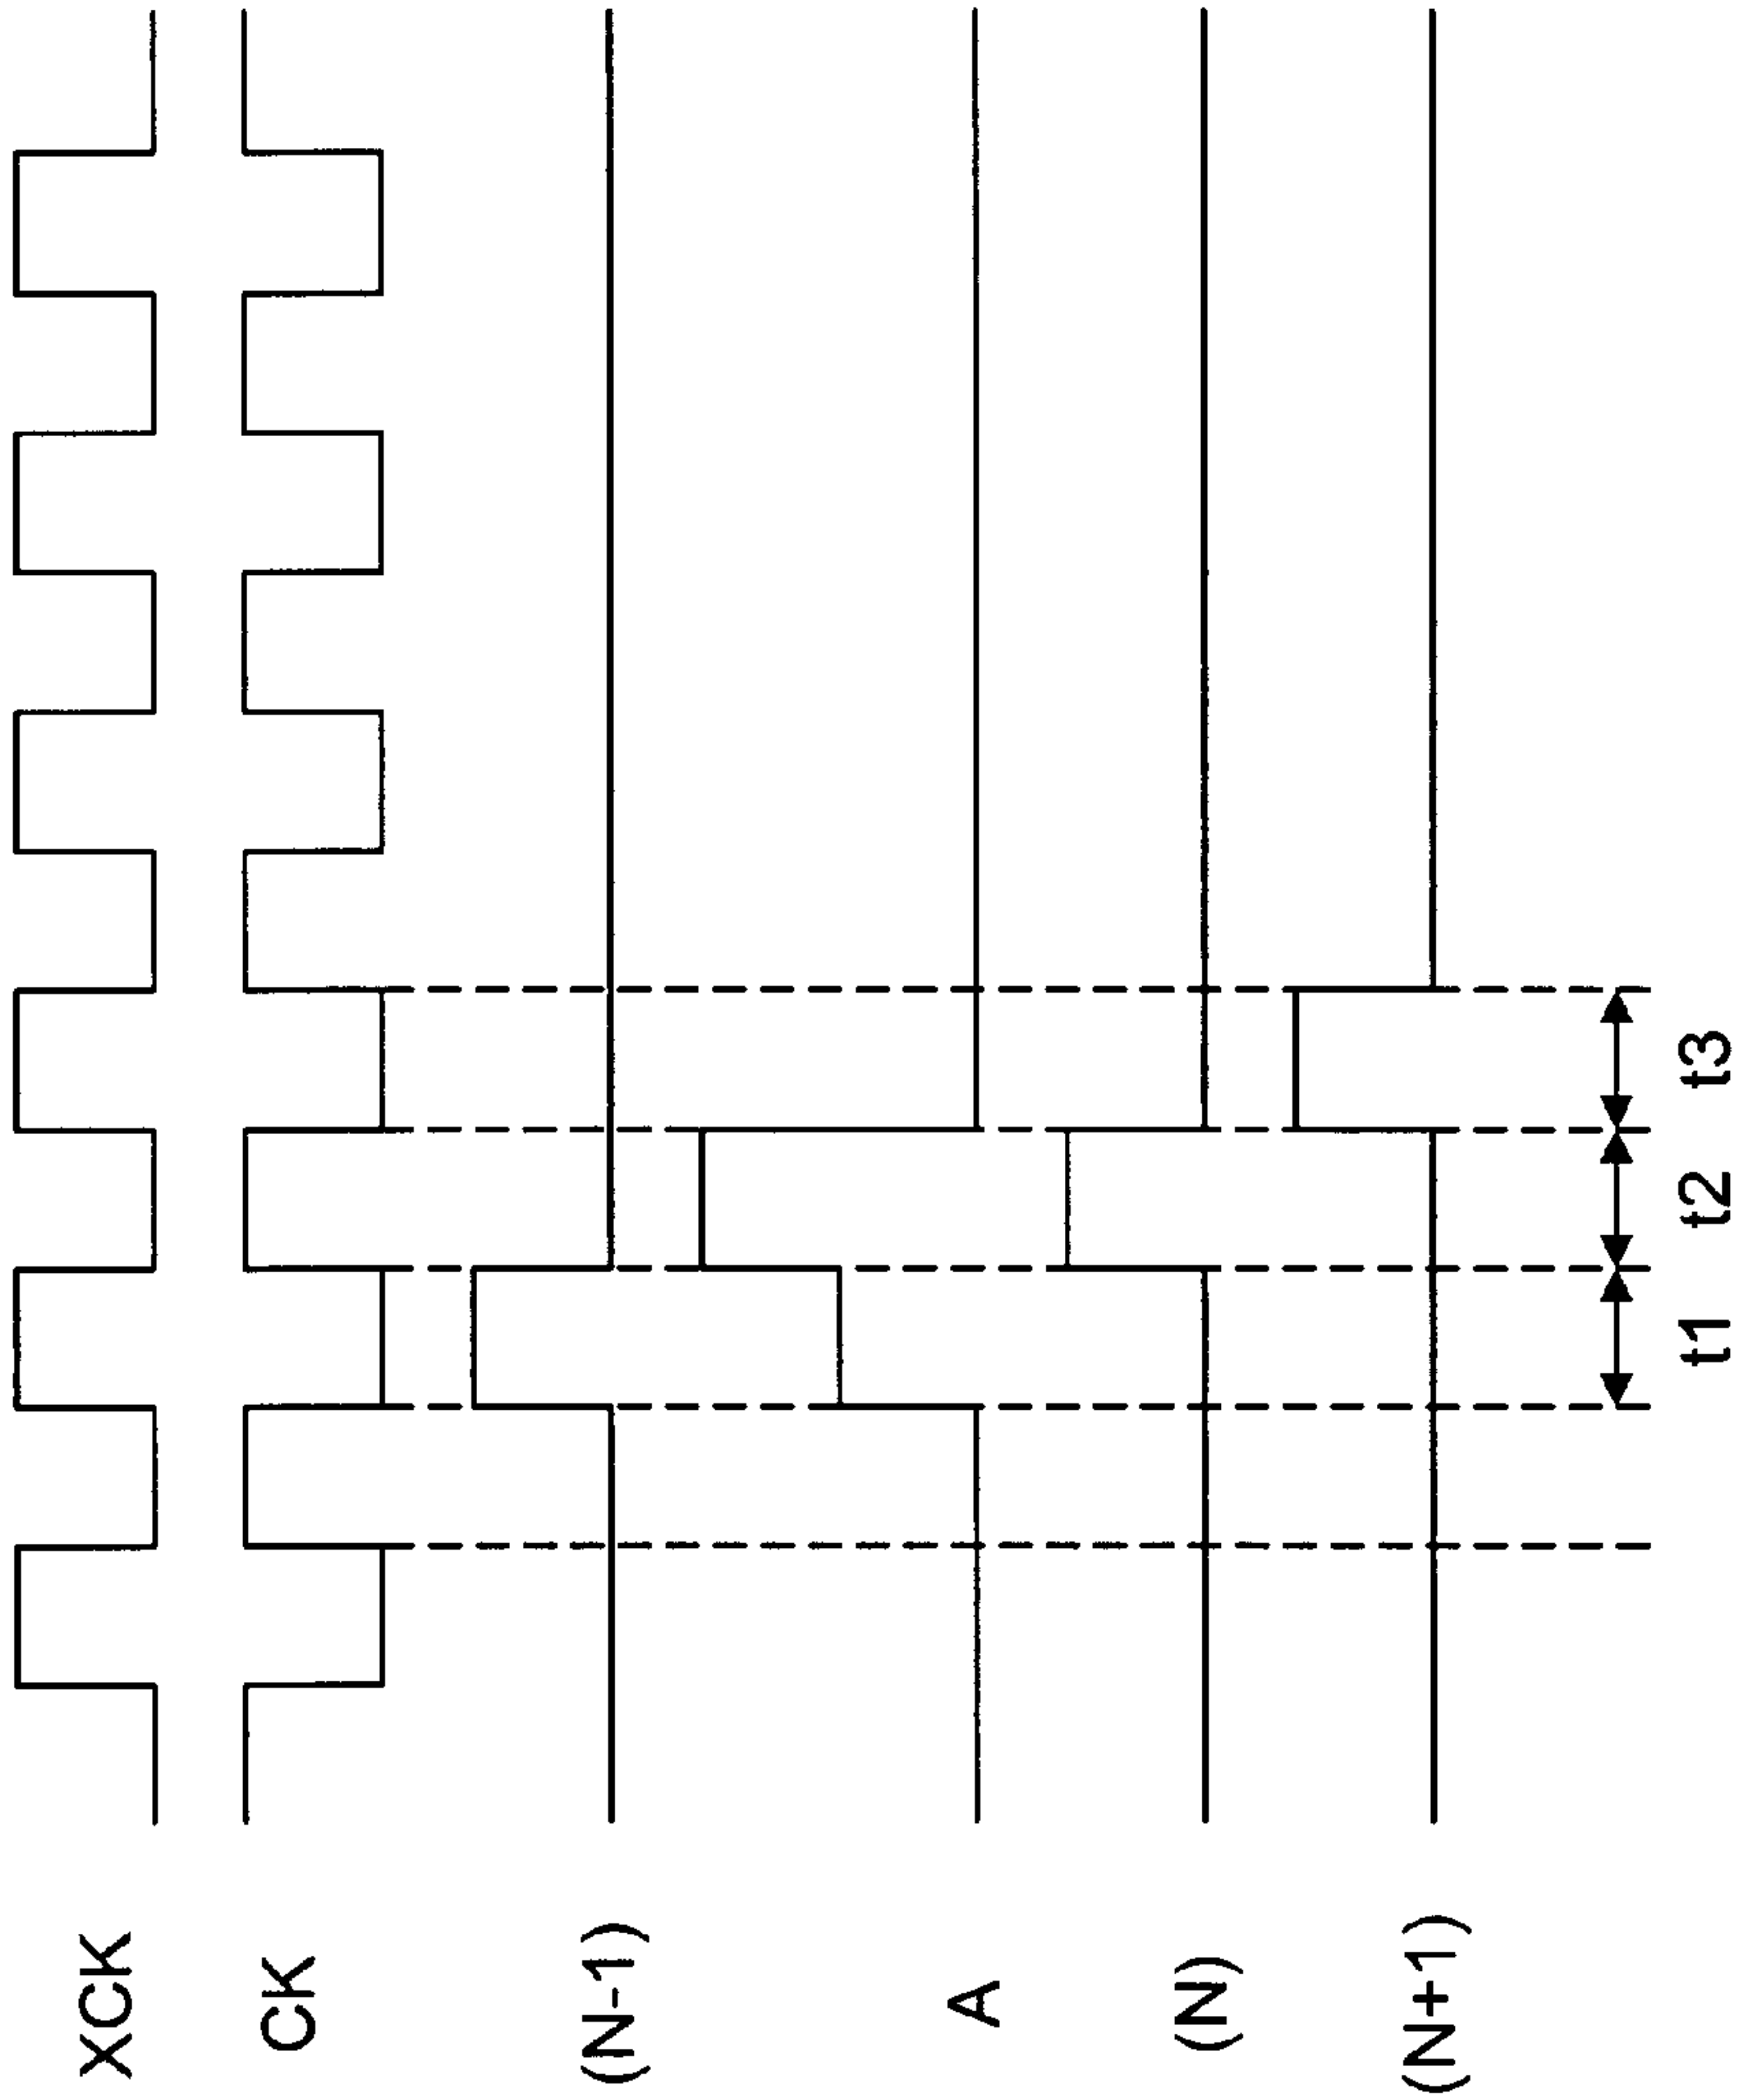 XCK
CK
(N-1)
A
(N)
(N+1)
t1
t2
t3